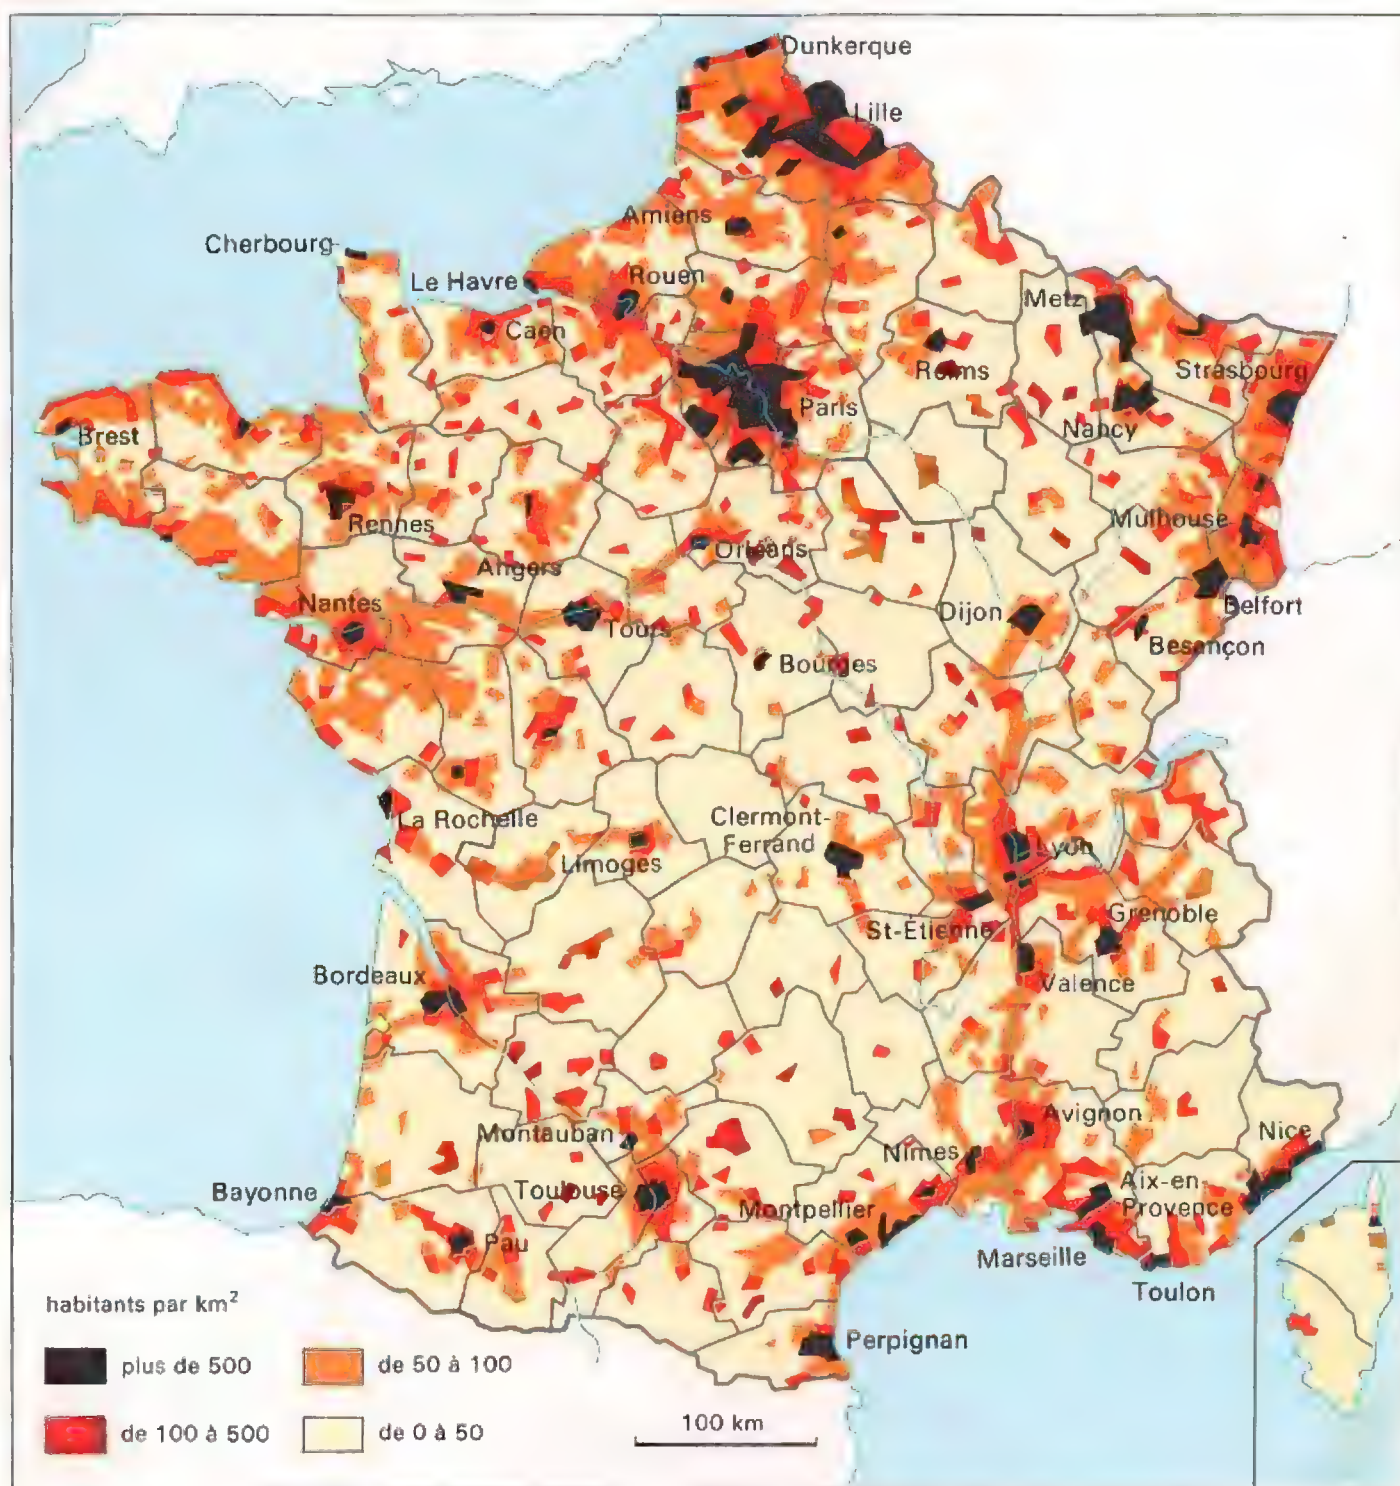 Dunkerque
Lille
Amiens
Cherbourg
Le Havre
Rouen
Metz
Caen
Reims
Strasbourg
Paris
Brest
Nancy
Rennes
Mulhouse
Orléans
Angers
Nantes
Dijon
Belfort
Tours
Besançon
Bourges
La Rochelle
Clermont-
Ferrand
Lyon
Limoges
Grenoble
St-Étienne
Bordeaux
Valence
Avignon
Montauban
Nice
Nîmes
Bayonne
Toulouse
Aix-en-
Provence
Montpellier
Pau
Marseille
Toulon
habitants par km²
Perpignan
plus de 500
de 50 à 100
de 100 à 500
de 0 à 50
100 km